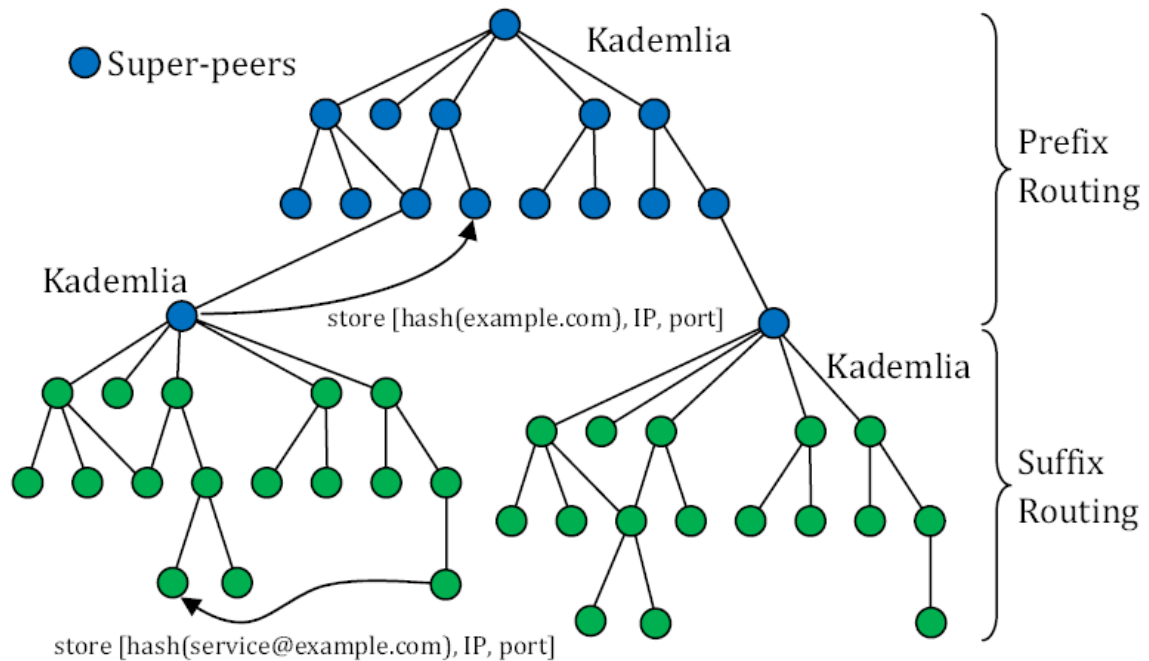 Kademlia
Super-peers
Prefix
Routing
Kademlia
store [hash(example.com), IP, port]
Kademlia
Suffix
Routing
store [hash(service@example.com), IP, port]